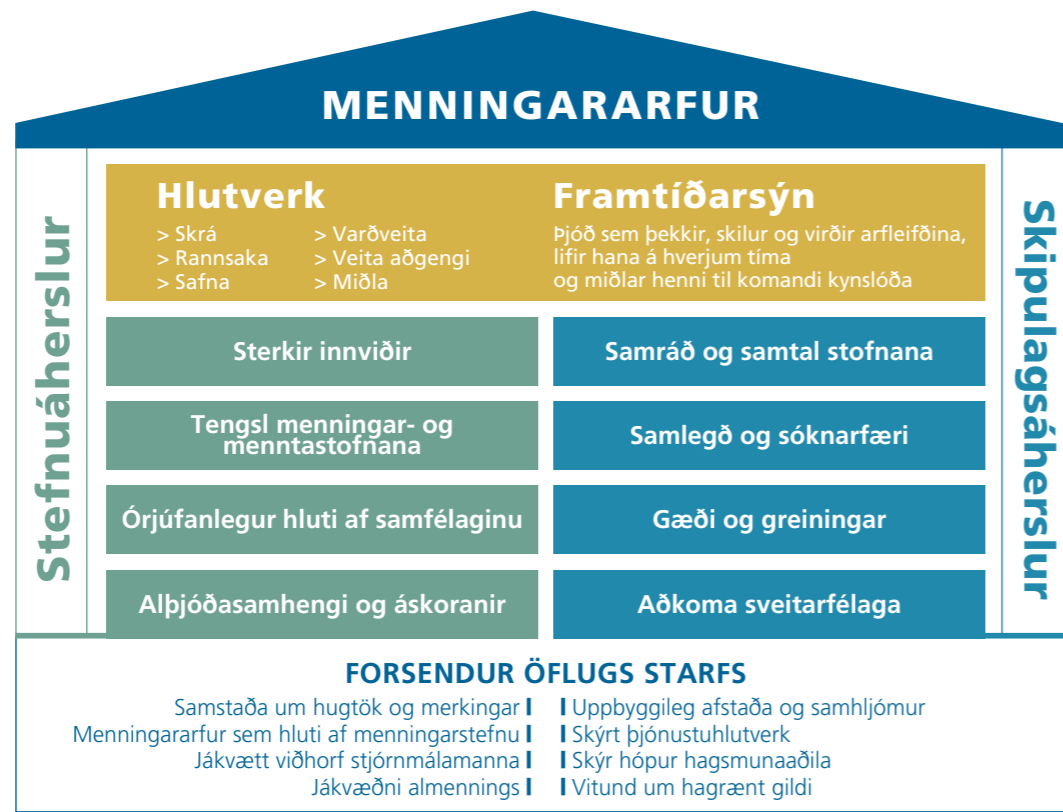 MENNINGARARFUR
Stefnuáherslur
Hlutverk
> Skrá
> Rannsaka
> Safna
> Varðveita
> Veita aðgengi
> Miðla
Framtíðarsýn
Þjóð sem þekkir, skilur og virðir arfleifðina,
lifir hana á hverjum tíma
og miðlar henni til komandi kynslóða
Sterkir innviðir
Tengsl menningar- og
menntastofnana
Órjúfanlegur hluti af samfélaginu
Alþjóðasamhengi og áskoranir
Samráð og samtal stofnana
Samlegð og sóknarfæri
Gæði og greiningar
Aðkoma sveitarfélaga
Skipulagsáherslur
FORSENDUR ÖFLUGS STARFS
Samstaða um hugtök og merkingar
Menningararfur sem hluti af menningarstefnu
Jákvætt viðhorf stjórnmálamanna
Jákvæðni almennings
Uppbyggileg afstaða og samhljómur
Skýrt þjónustuhlutverk
Skýr hópur hagsmunaaðila
Vitund um hagrænt gildi